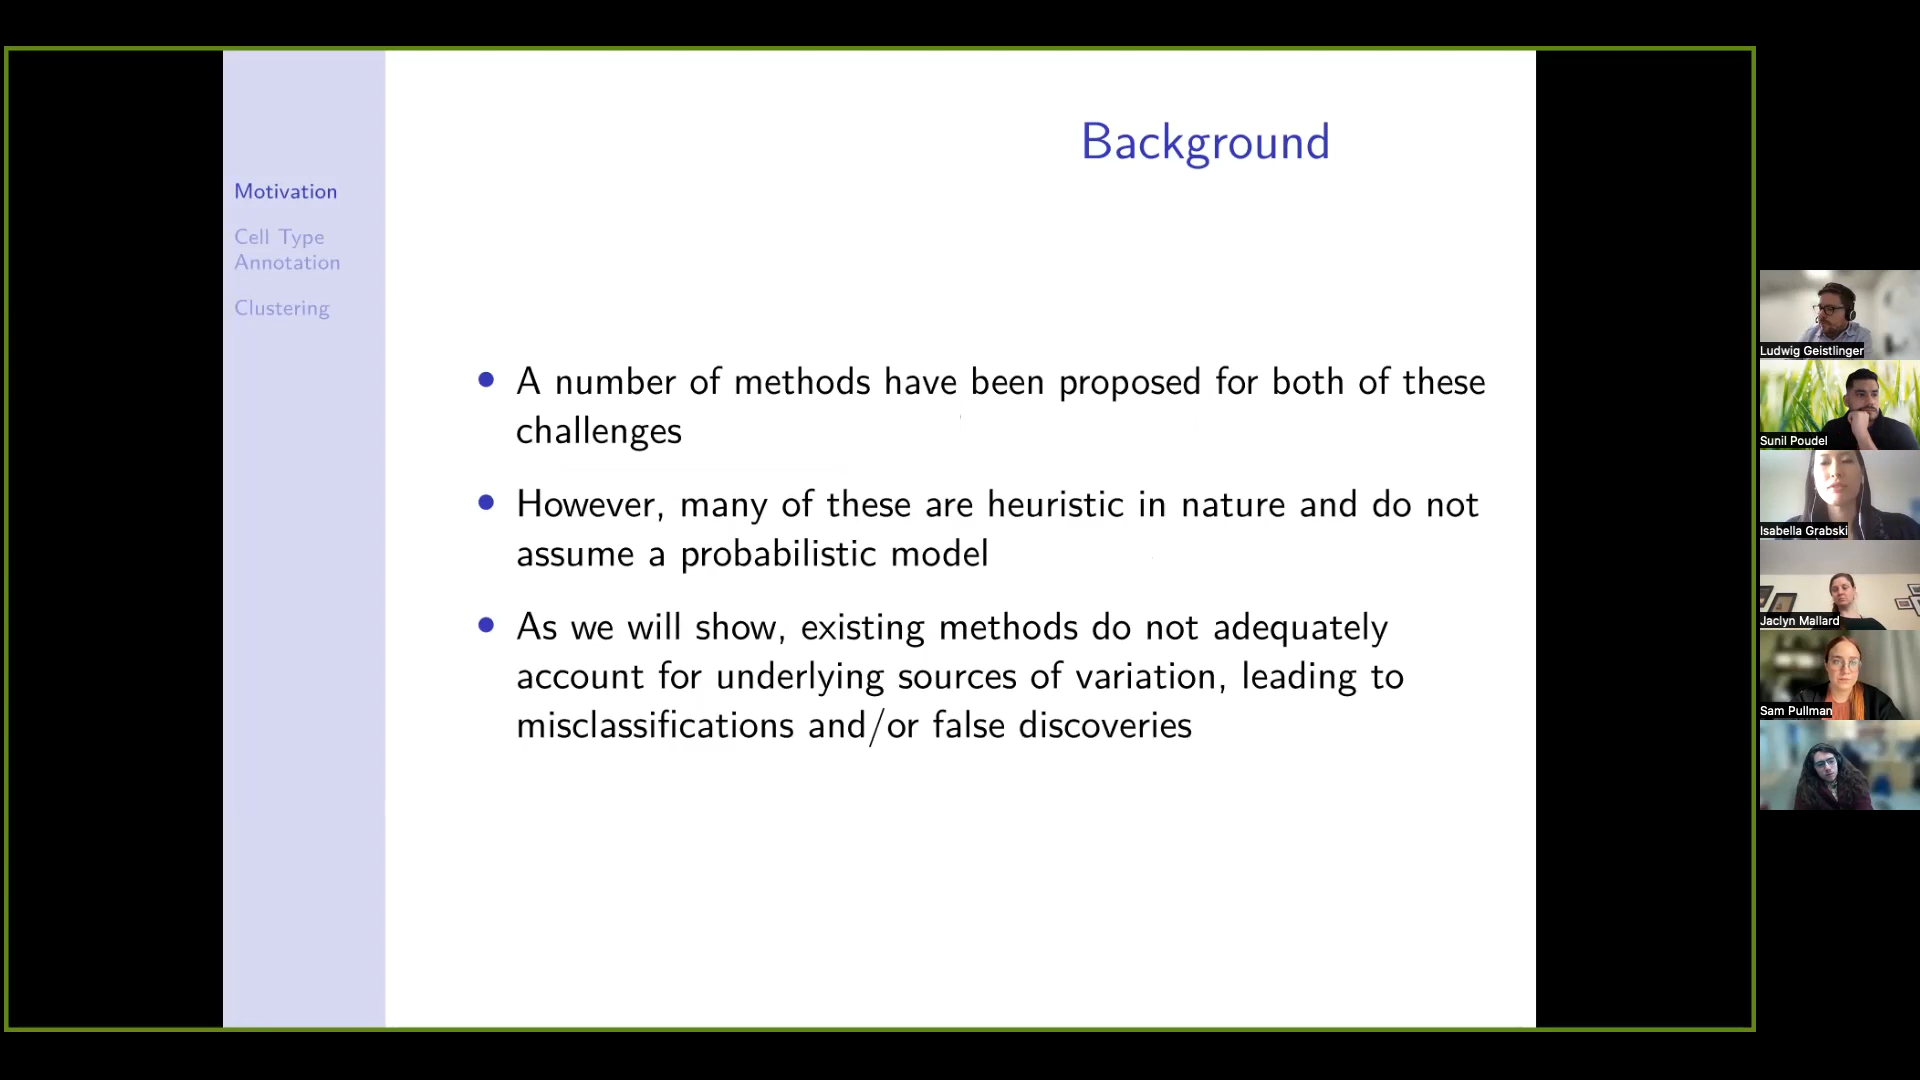 Background
Motivation
Cell Type
Annotation
Clustering
• A number of methods have been proposed for both of these
challenges
• However, many of these are heuristic in nature and do not
assume a probabilistic model
• As we will show, existing methods do not adequately
account for underlying sources of variation, leading to
misclassifications and/or false discoveries
Ludwig Geistlinger
Sunil Poudel
Isabella Grabski
Jaclyn Mallard
Sam Pullman